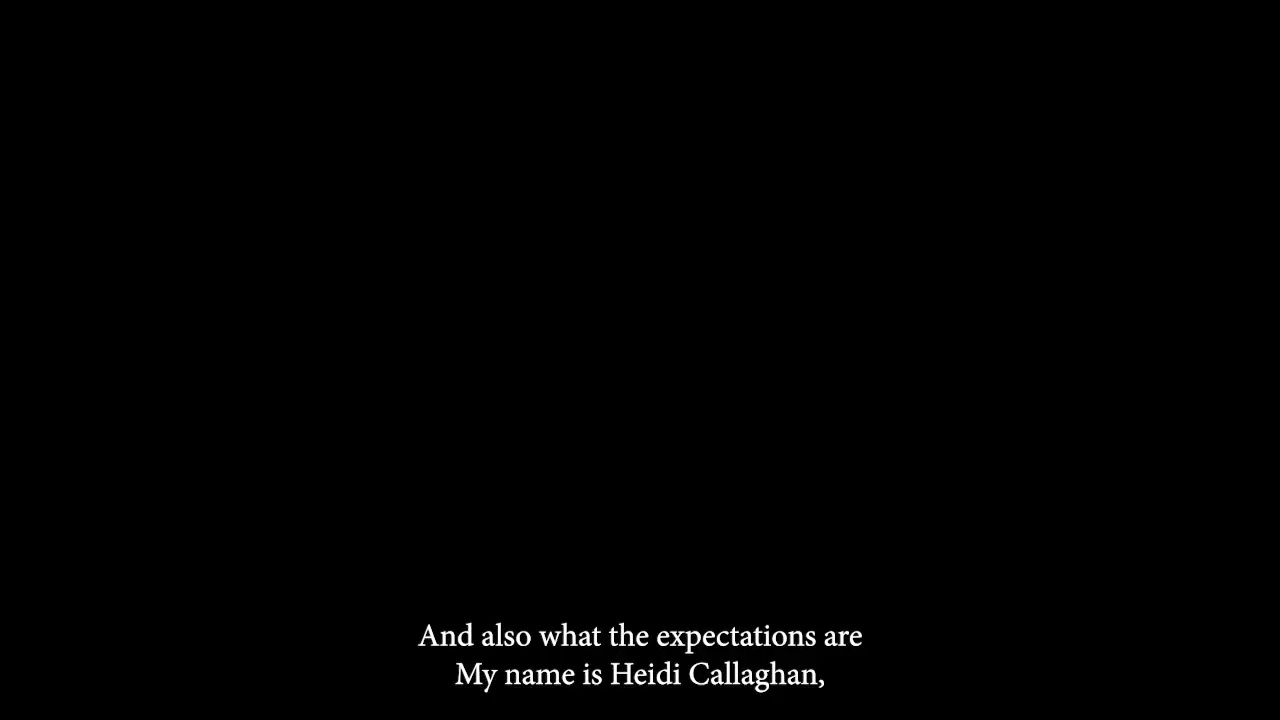 And also what the expectations are
My name is Heidi Callaghan,